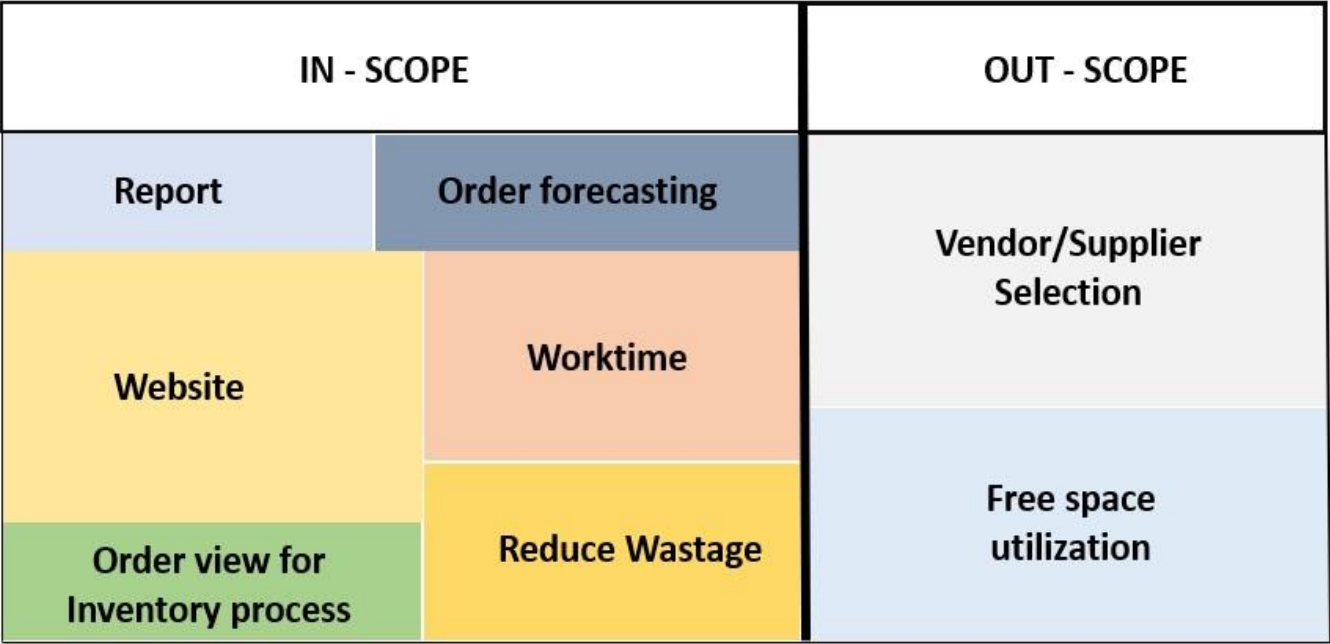 IN - SCOPE
OUT - SCOPE
Report
Order forecasting
Website
Worktime
Order view for
Inventory process
Reduce Wastage
Vendor/Supplier
Selection
Free space
utilization